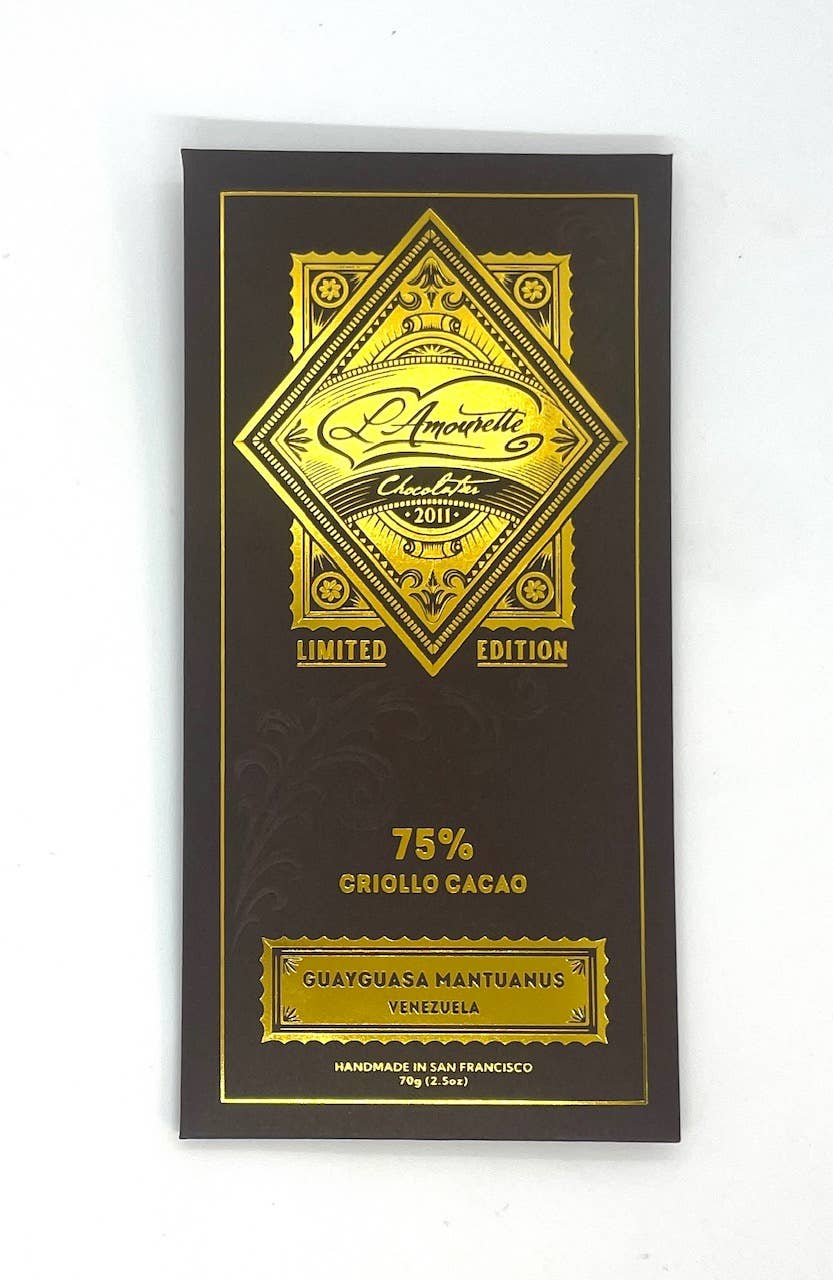 L'Amourette
Chocolatier
·2011·
LIMITED EDITION
75%
CRIOLLO CACAO
GUAYGUASA MANTUANUS
VENEZUELA
HANDMADE IN SAN FRANCISCO
70g (2.5oz)